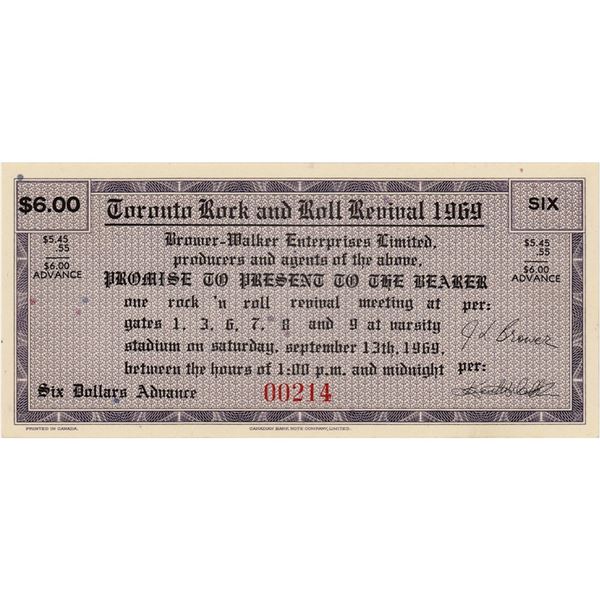 $6.00
Toronto Rock and Roll Revival 1969
SIX
$5.45
.55
$6.00
ADVANCE
Brower-Walker Enterprises Limited,
producers and agents of the above,
PROMISE TO PRESENT TO THE BEARER
one rock 'n roll revival meeting at
gates 1, 3, 6, 7, 8 and 9 at varsity
stadium on saturday, september 13th, 1969,
between the hours of 1:00 p.m. and midnight
$5.45
.55
$6.00
ADVANCE
per:
J L Brower
per:
Six Dollars Advance
00214
PRINTED IN CANADA.
CANADIAN BANK NOTE COMPANY, LIMITED.